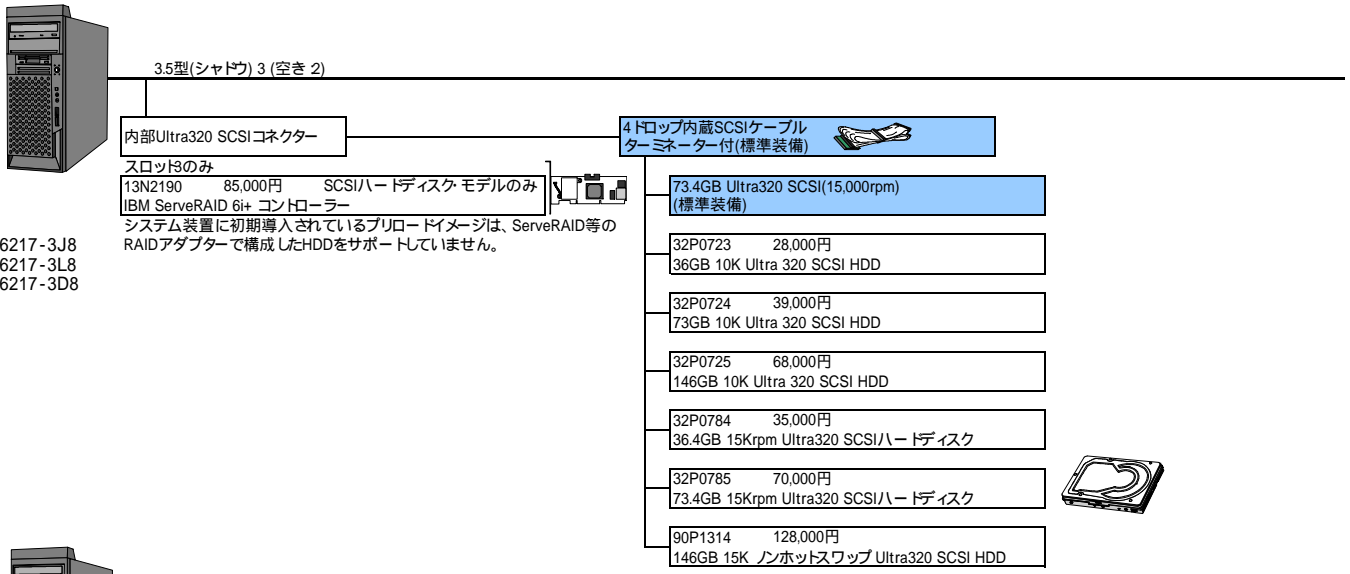 3.5型(シャドウ) 3 (空き 2)
内部Ultra320 SCSIコネクター
4ドロップ内蔵SCSIケーブル
ターミネーター付(標準装備)
スロット3のみ
13N2190 85,000円 SCSIハードディスク・モデルのみ
IBM ServeRAID 6i+ コントローラー
システム装置に初期導入されているプリロードイメージは、ServeRAID等の
RAIDアダプターで構成したHDDをサポートしていません。
6217-3J8
6217-3L8
6217-3D8
73.4GB Ultra320 SCSI(15,000rpm)
(標準装備)
32P0723 28,000円
36GB 10K Ultra 320 SCSI HDD
32P0724 39,000円
73GB 10K Ultra 320 SCSI HDD
32P0725 68,000円
146GB 10K Ultra 320 SCSI HDD
32P0784 35,000円
36.4GB 15Krpm Ultra320 SCSIハードディスク
32P0785 70,000円
73.4GB 15Krpm Ultra320 SCSIハードディスク
90P1314 128,000円
146GB 15K ノンホットスワップ Ultra320 SCSI HDD